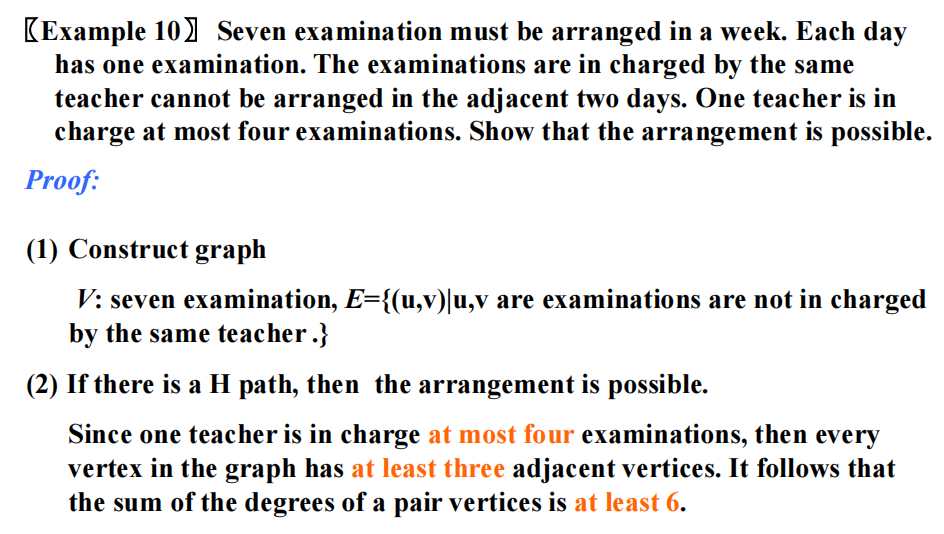 〖Example 10〗 Seven examination must be arranged in a week. Each day
has one examination. The examinations are in charged by the same
teacher cannot be arranged in the adjacent two days. One teacher is in
charge at most four examinations. Show that the arrangement is possible.
Proof:
(1) Construct graph
V: seven examination, E={(u,v)|u,v are examinations are not in charged
by the same teacher.}
(2) If there is a H path, then the arrangement is possible.
Since one teacher is in charge at most four examinations, then every
vertex in the graph has at least three adjacent vertices. It follows that
the sum of the degrees of a pair vertices is at least 6.